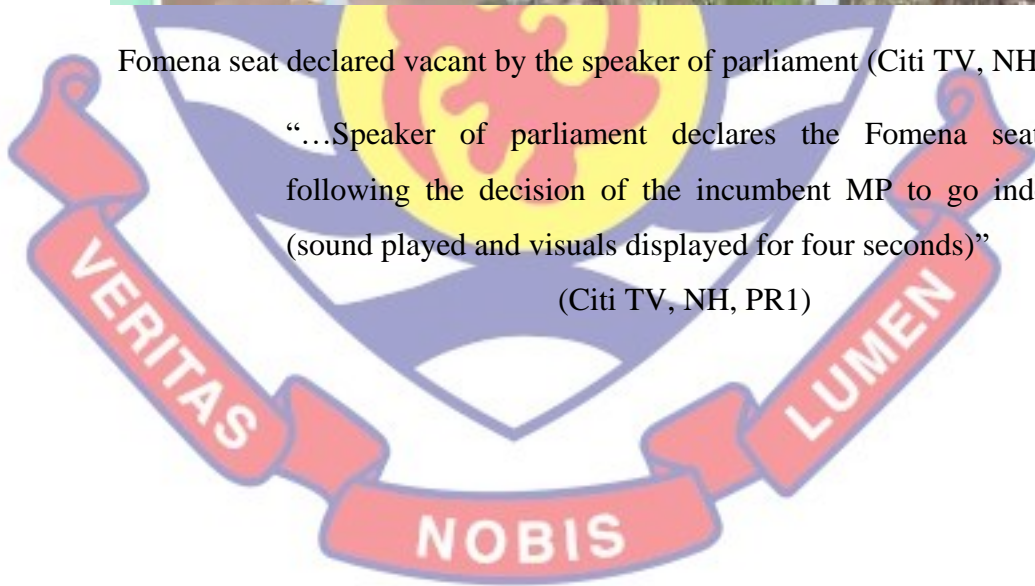 Fomena seat declared vacant by the speaker of parliament (Citi TV, NH
“…Speaker of parliament declares the Fomena seat
following the decision of the incumbent MP to go ind
(sound played and visuals displayed for four seconds)”
(Citi TV, NH, PR1)
VERITAS
NOBIS
LUMEN